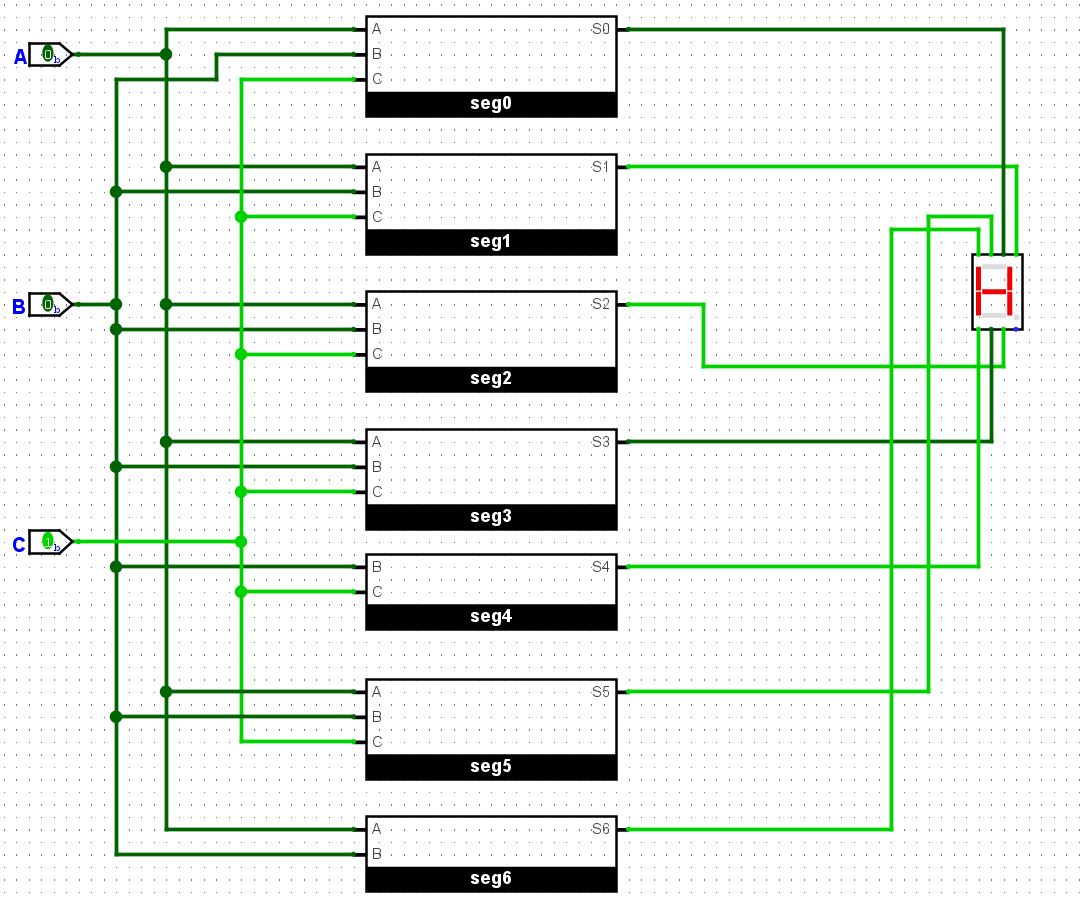 A 0 b
A S0
B
C
seg0
A S1
B
C
seg1
B 0 b
A S2
B
C
seg2
A S3
B
C
seg3
C 1 b
B S4
C
seg4
A S5
B
C
seg5
A S6
B
seg6